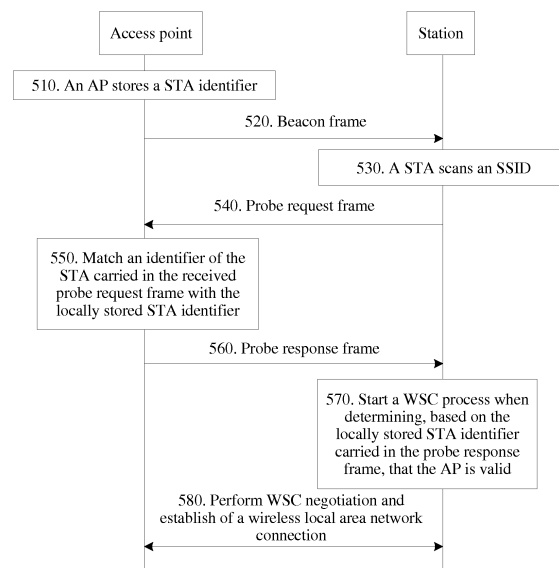 Access point
Station
510. An AP stores a STA identifier
520. Beacon frame
530. A STA scans an SSID
540. Probe request frame
550. Match an identifier of the
STA carried in the received
probe request frame with the
locally stored STA identifier
560. Probe response frame
570. Start a WSC process when
determining, based on the
locally stored STA identifier
carried in the probe response
frame, that the AP is valid
580. Perform WSC negotiation and
establish of a wireless local area network
connection